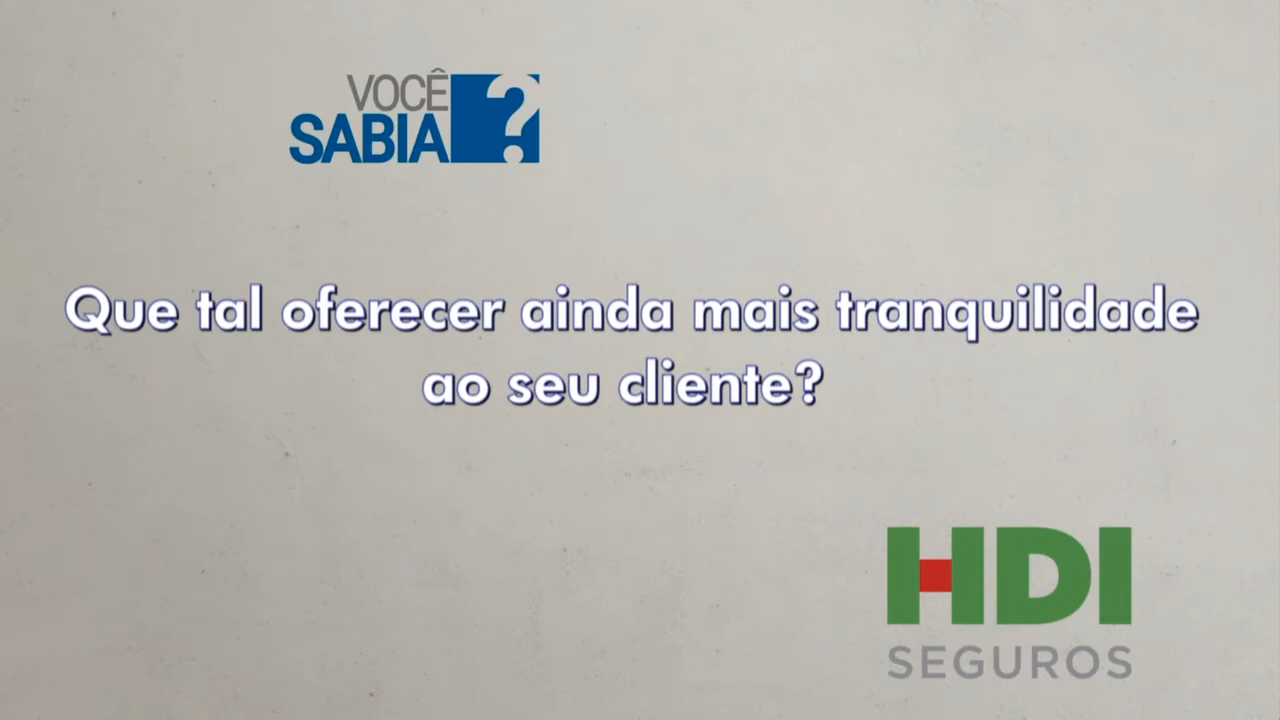 VOCÊ
SABIA?
Que tal oferecer ainda mais tranquilidade
ao seu cliente?
HDI
SEGUROS